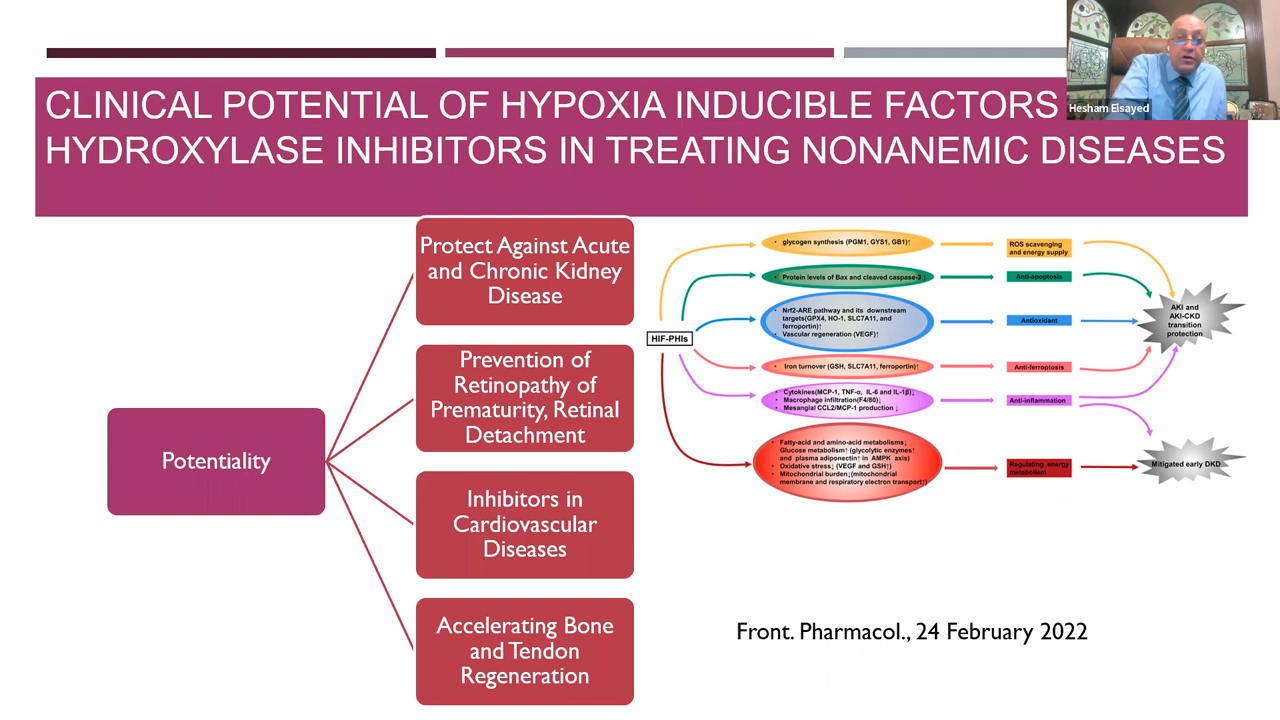 CLINICAL POTENTIAL OF HYPOXIA INDUCIBLE FACTORS
HYDROXYLASE INHIBITORS IN TREATING NONANEMIC DISEASES
Hesham Elsayed
Potentiality
Protect Against Acute
and Chronic Kidney
Disease
Prevention of
Retinopathy of
Prematurity, Retinal
Detachment
Inhibitors in
Cardiovascular
Diseases
Accelerating Bone
and Tendon
Regeneration
HIF-PHIs
• glycogen synthesis (PGM1, GYS1, GB1)↑
• Protein levels of Bax and cleaved caspase-3↓
• Nrf2-ARE pathway and its downstream
targets(GPX4, HO-1, SLC7A11, and
ferroportin)↑
• Vascular regeneration (VEGF)↑
• Iron turnover (GSH, SLC7A11, ferroportin)↑
• Cytokines(MCP-1, TNF-α, IL-6 and IL-1β)↓
• Macrophage infiltration(F4/80)↓
• Mesangial CCL2/MCP-1 production ↓
• Fatty-acid and amino-acid metabolisms↓
Glucose metabolism↑ (glycolytic enzymes↑
and plasma adiponectin↑ in AMPK axis)
• Oxidative stress↓ (VEGF and GSH↑)
• Mitochondrial burden↓(mitochondrial
membrane and respiratory electron transport↑)
ROS scavenging
and energy supply
Anti-apoptosis
Antioxidant
Anti-ferroptosis
Anti-inflammation
Regulating energy
metabolism
AKI and
AKI-CKD
transition
protection
Mitigated early DKD
Front. Pharmacol., 24 February 2022